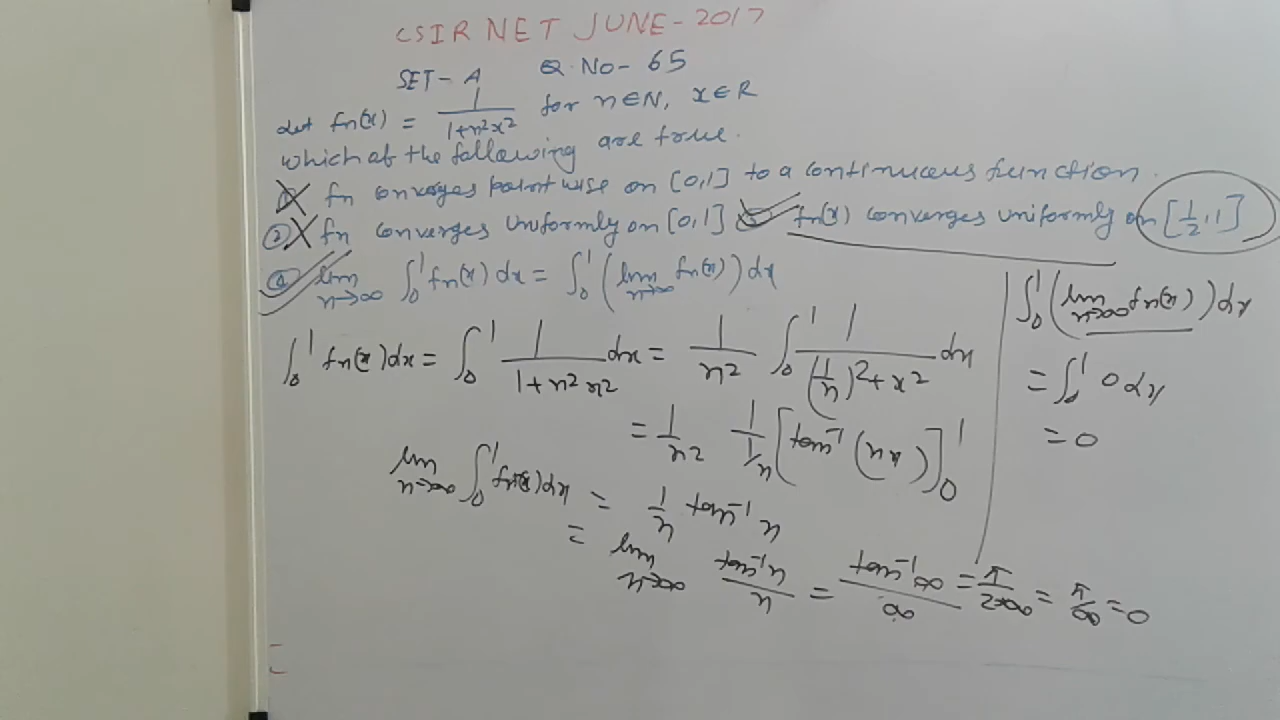 CSIR NET JUNE-2017
SET-A Q.No-65
Let fn(x) = 1/(1+n²x²) for n∈N, x∈R
which of the following are true.
① fn converges pointwise on [0,1] to a continuous function.
② fn converges uniformly on [0,1] fn(x) converges uniformly on [1/2,1]
④ lim n→∞ ∫₀¹ fn(x) dx = ∫₀¹ (lim n→∞ fn(x)) dx
∫₀¹ fn(x)dx = ∫₀¹ 1/(1+n²x²) dx = 1/n² ∫₀¹ 1/((1/n)²+x²) dx
= 1/n² 1/(1/n) [tan⁻¹(nx)]₀¹
lim n→∞ ∫₀¹ fn(x)dx = 1/n tan⁻¹ n
= lim n→∞ tan⁻¹n/n = tan⁻¹∞/∞ = π/2×∞ = π/∞ = 0
∫₀¹ (lim n→∞ fn(x)) dx
= ∫₀¹ 0 dx
= 0